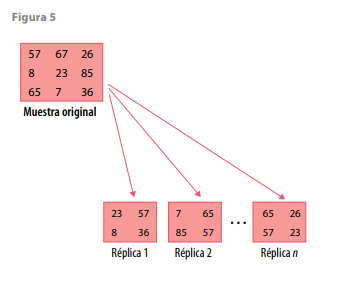 Figura 5
57 67 26
8 23 85
65 7 36
Muestra original
23 57
8 36
7 65
85 57
...
65 26
57 23
Réplica 1
Réplica 2
Réplica n